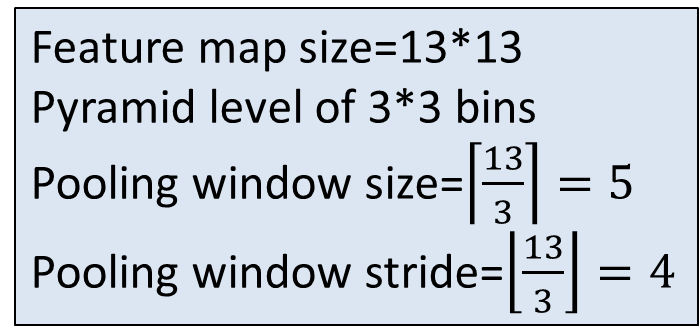 Feature map size=13*13
Pyramid level of 3*3 bins
Pooling window size=⌈13/3⌉ = 5
Pooling window stride=⌊13/3⌋ = 4